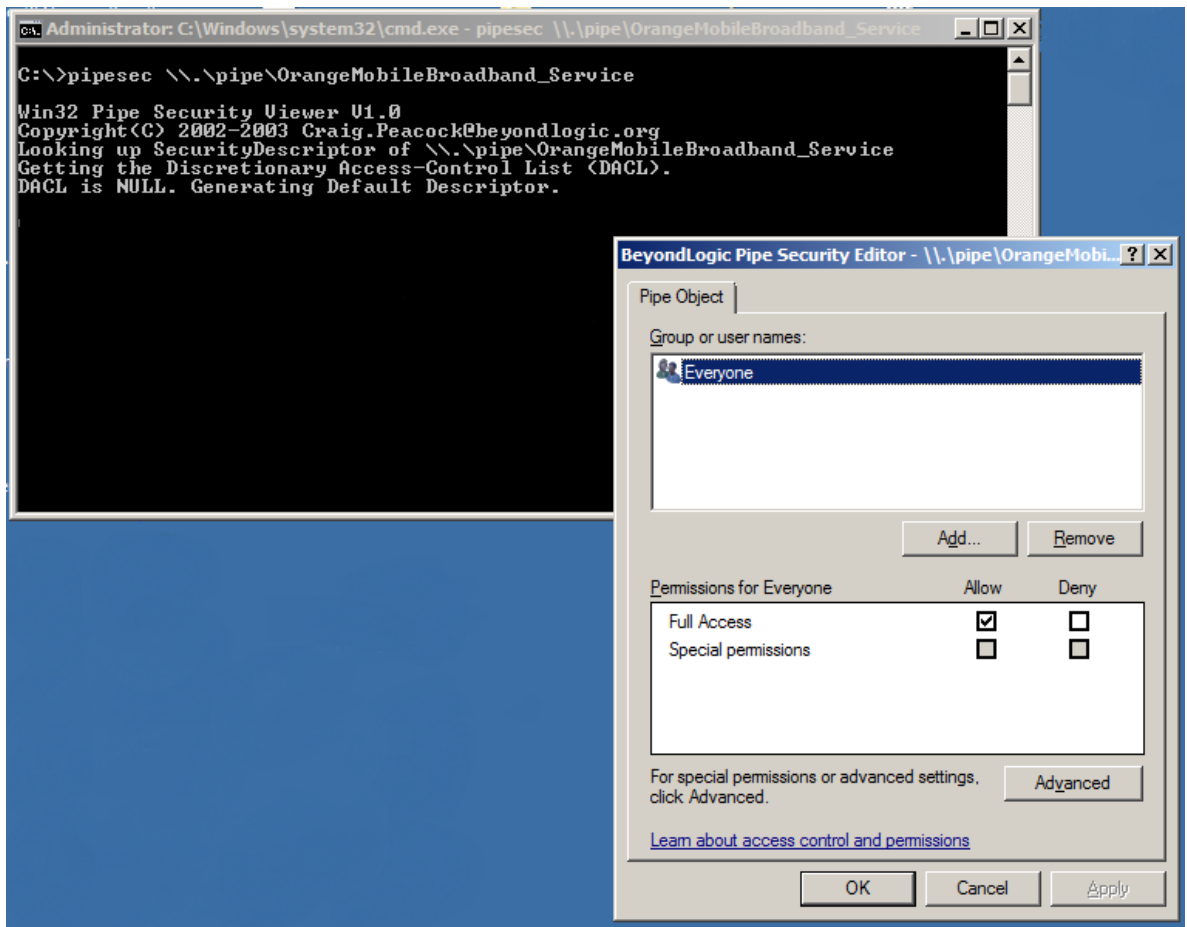 Administrator: C:\Windows\system32\cmd.exe - pipesec \\.\pipe\OrangeMobileBroadband_Service
C:\>pipesec \\.\pipe\OrangeMobileBroadband_Service
Win32 Pipe Security Viewer V1.0
Copyright(C) 2002-2003 Craig.Peacock@beyondlogic.org
Looking up SecurityDescriptor of \\.\pipe\OrangeMobileBroadband_Service
Getting the Discretionary Access-Control List (DACL).
DACL is NULL. Generating Default Descriptor.
BeyondLogic Pipe Security Editor - \\.\pipe\OrangeMobi...
Pipe Object
Group or user names:
Everyone
Add...
Remove
Permissions for Everyone
Allow
Deny
Full Access
Special permissions
For special permissions or advanced settings,
click Advanced.
Advanced
Learn about access control and permissions
OK
Cancel
Apply